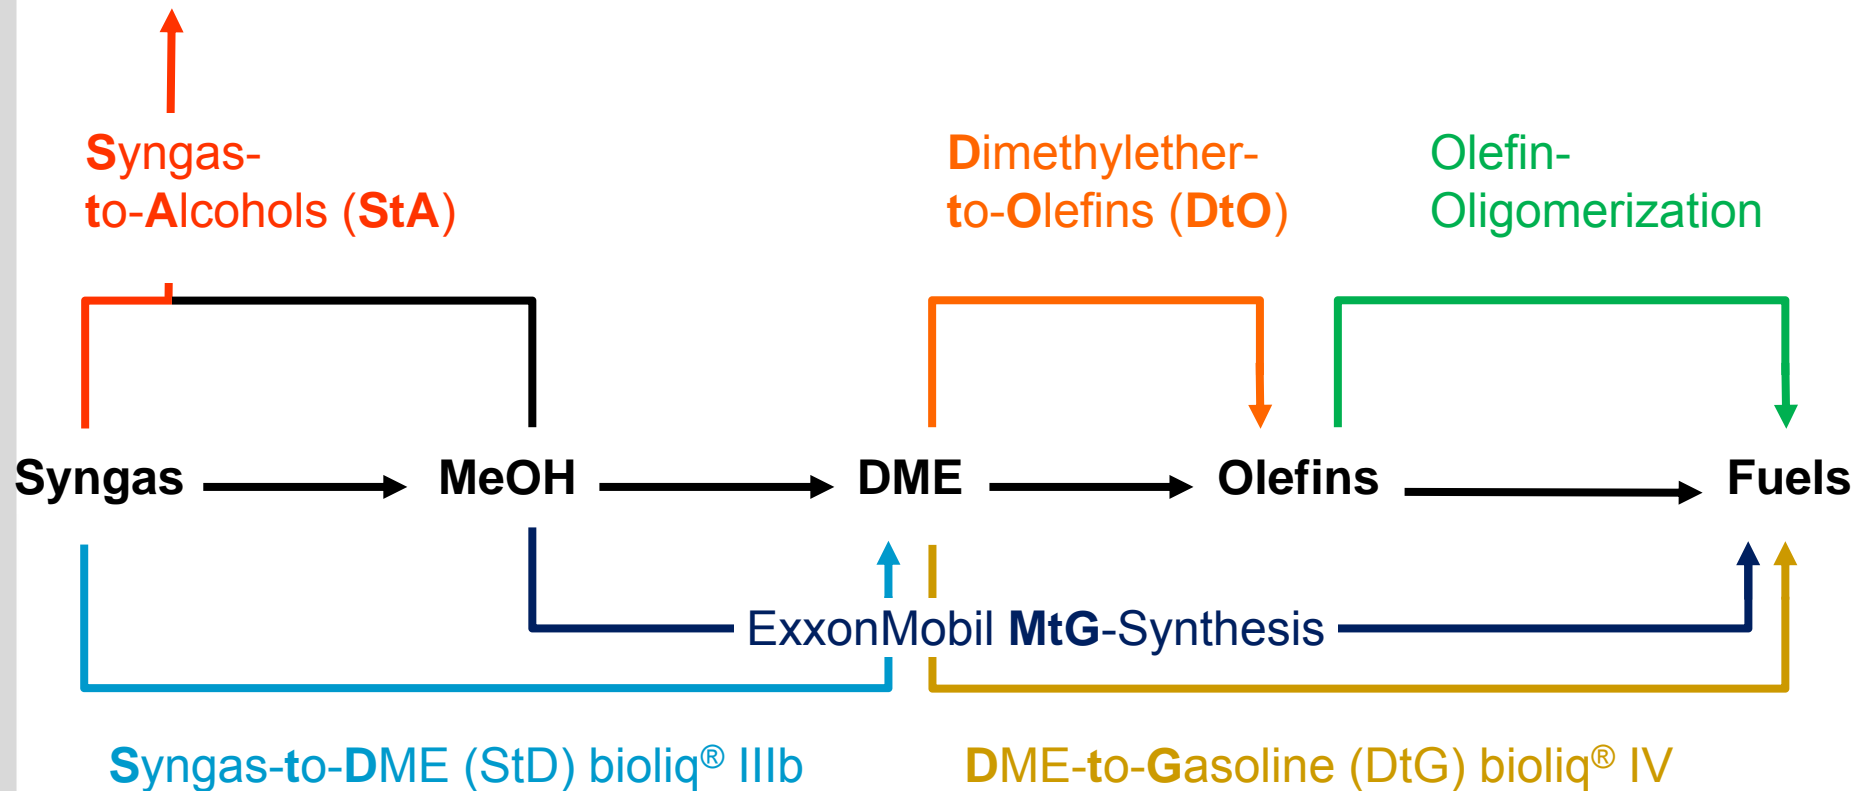 Syngas-
to-Alcohols (StA)
Dimethylether-
to-Olefins (DtO)
Olefin-
Oligomerization
Syngas
MeOH
DME
Olefins
Fuels
ExxonMobil MtG-Synthesis
Syngas-to-DME (StD) bioliq® IIIb
DME-to-Gasoline (DtG) bioliq® IV